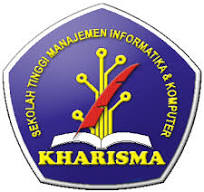 SEKOLAH TINGGI MANAJEMEN INFORMATIKA & KOMPUTER
KHARISMA